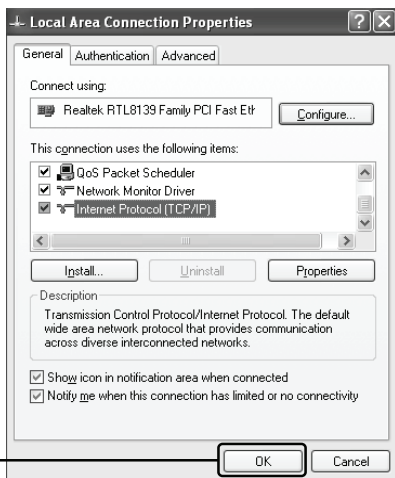 Local Area Connection Properties
General Authentication Advanced
Connect using:
Realtek RTL8139 Family PCI Fast Eth
Configure...
This connection uses the following items:
QoS Packet Scheduler
Network Monitor Driver
Internet Protocol (TCP/IP)
Install... Uninstall Properties
Description
Transmission Control Protocol/Internet Protocol. The default
wide area network protocol that provides communication
across diverse interconnected networks.
Show icon in notification area when connected
Notify me when this connection has limited or no connectivity
OK Cancel